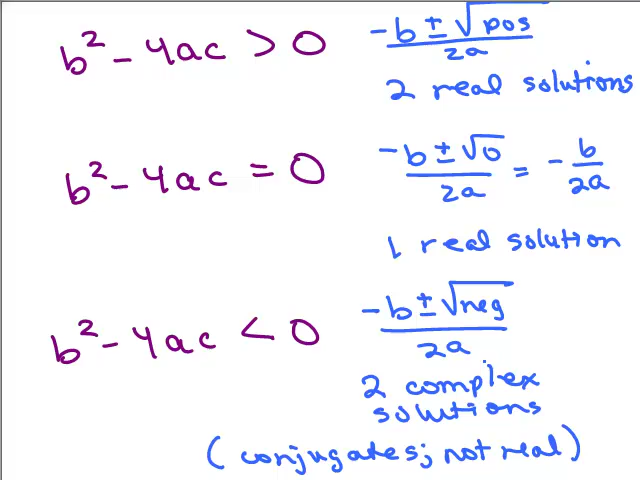 b² - 4ac > 0   (-b ± √pos)/2a
2 real solutions
b² - 4ac = 0   (-b ± √0)/2a = -b/2a
1 real solution
b² - 4ac < 0   (-b ± √neg)/2a
2 complex
solutions
(conjugates; not real)